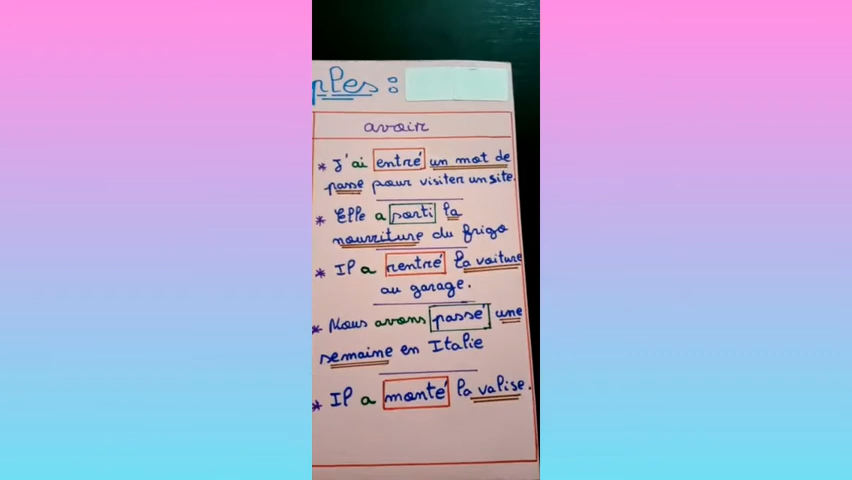 ples :
avoir
* J'ai entré un mot de
passe pour visiter un site.
* Elle a sorti la
nourriture du frigo
* Il a rentré la voiture
au garage.
* Nous avons passé une
semaine en Italie
* Il a monté la valise.